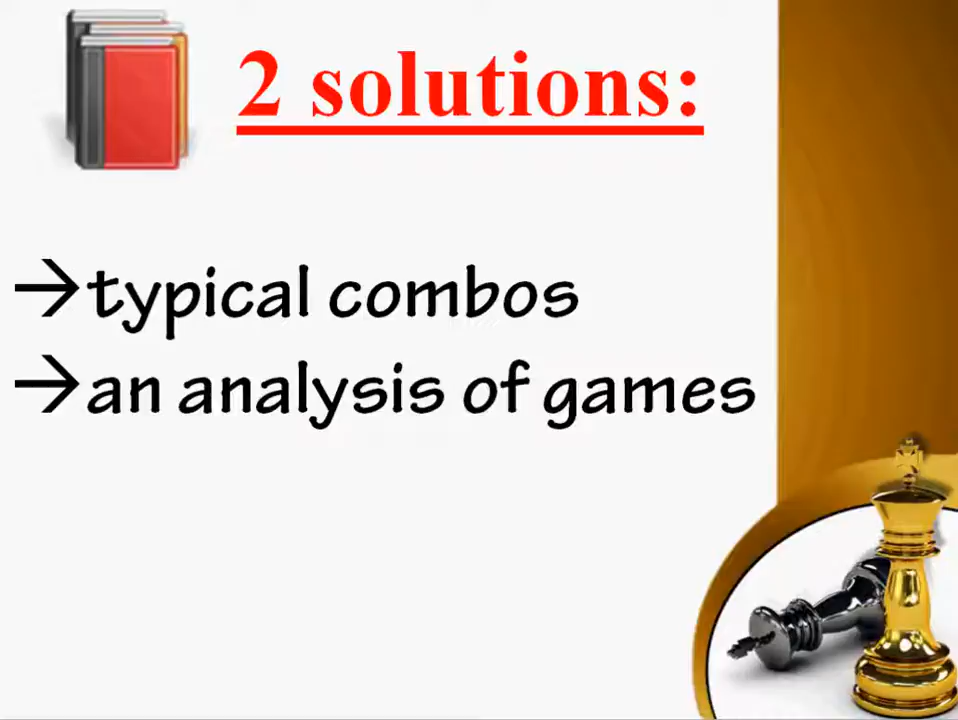 2 solutions:
→typical combos
→an analysis of games